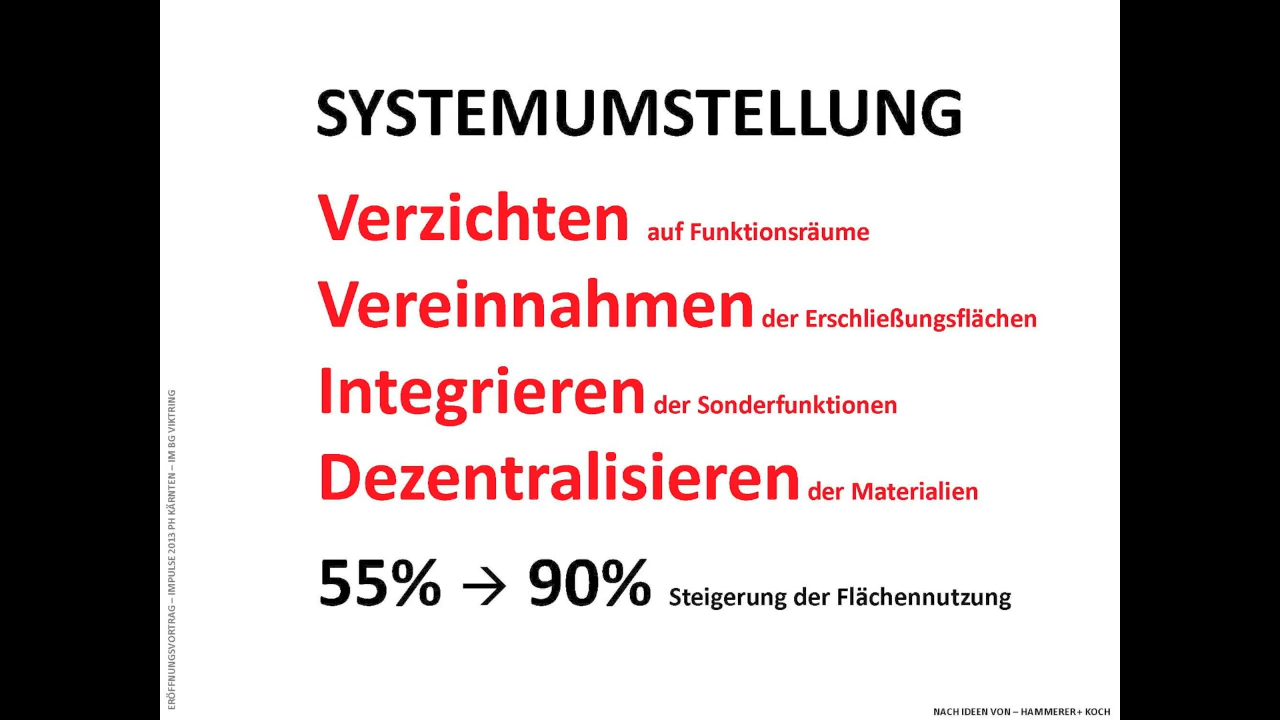 SYSTEMUMSTELLUNG
Verzichten auf Funktionsräume
Vereinnahmen der Erschließungsflächen
Integrieren der Sonderfunktionen
Dezentralisieren der Materialien
55% → 90% Steigerung der Flächennutzung
ERÖFFNUNGSVORTRAG – IMPULSE 2013 PH KÄRNTEN – IM BG VIKTRING
NACH IDEEN VON – HAMMERER+ KOCH